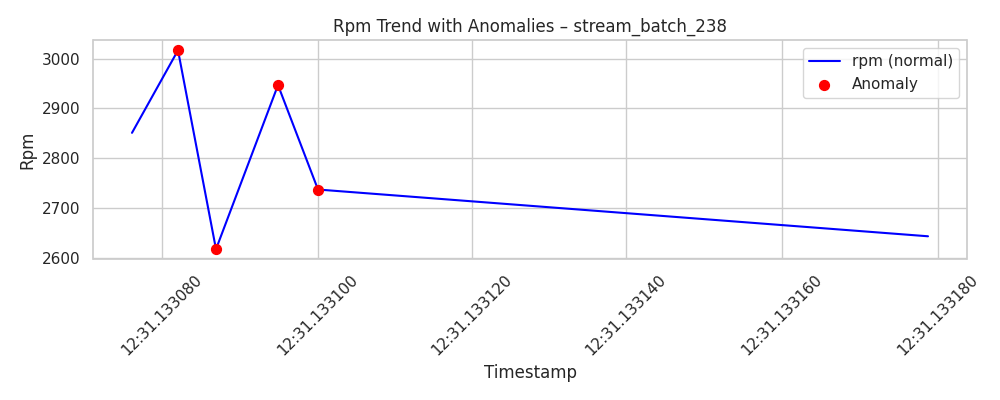 Rpm Trend with Anomalies – stream_batch_238
rpm (normal)
Anomaly
Rpm
3000
2900
2800
2700
2600
12:31.133080
12:31.133100
12:31.133120
12:31.133140
12:31.133160
12:31.133180
Timestamp